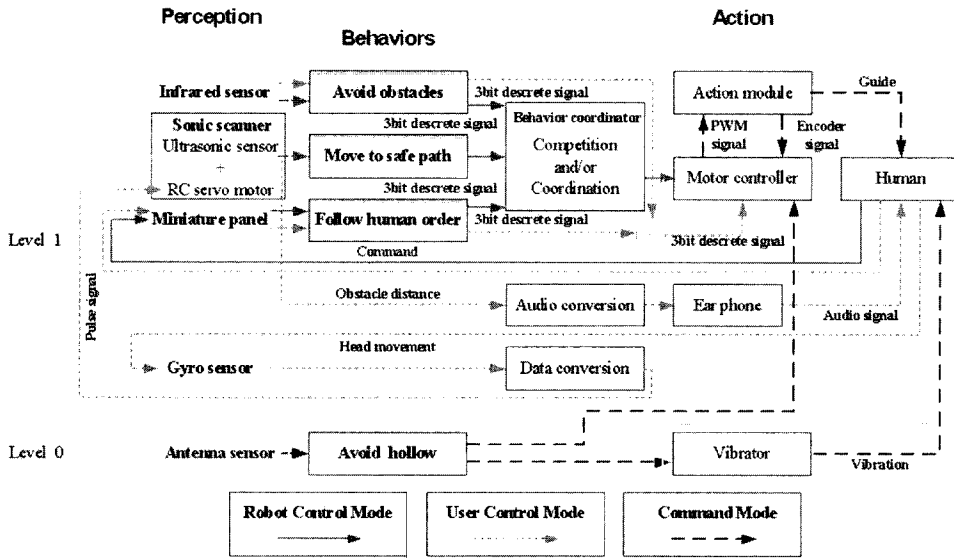 Perception
Behaviors
Action
Infrared sensor
Avoid obstacles
3bit descrete signal
3bit descrete signal
Sonic scanner
Ultrasonic sensor
+
RC servo motor
Move to safe path
3bit descrete signal
Miniature panel
Follow human order
3bit descrete signal
Behavior coordinator
Competition
and/or
Coordination
Action module
Guide
PWM
signal
Encoder
signal
Motor controller
Human
Level 1
3bit descrete signal
Command
Pulse signal
Obstacle distance
Audio conversion
Ear phone
Audio signal
Head movement
Gyro sensor
Data conversion
Level 0
Antenna sensor
Avoid hollow
Vibrator
Vibration
Robot Control Mode
User Control Mode
Command Mode